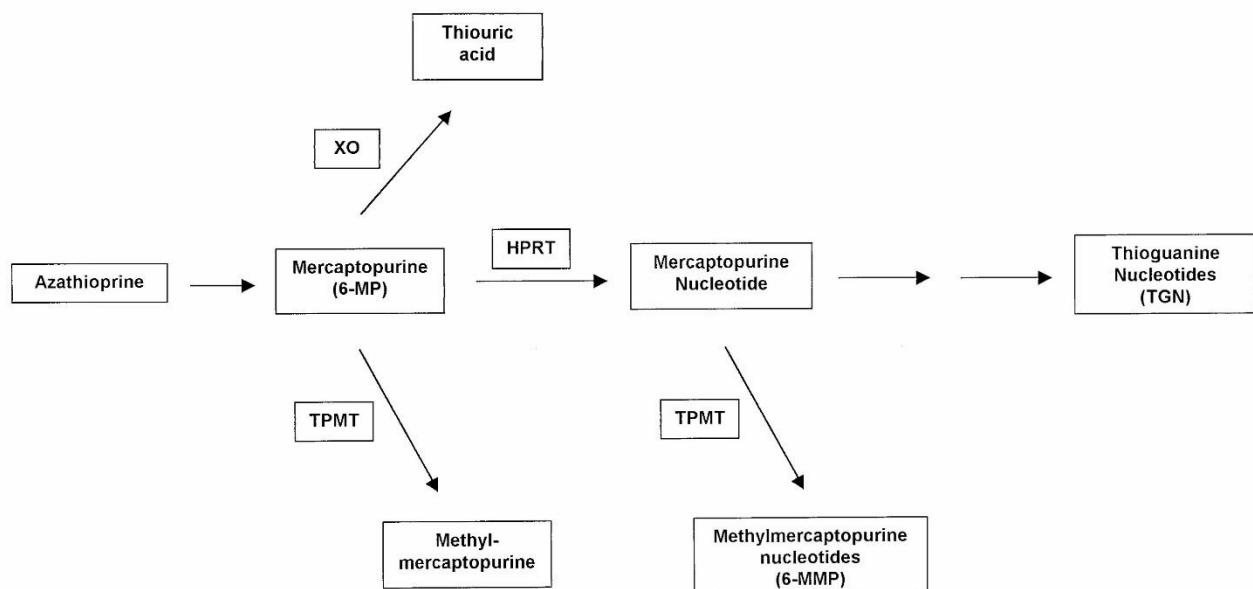 Thiouric
acid
XO
HPRT
Azathioprine
Mercaptopurine
(6-MP)
Mercaptopurine
Nucleotide
Thioguanine
Nucleotides
(TGN)
TPMT
TPMT
Methyl-
mercaptopurine
Methylmercaptopurine
nucleotides
(6-MMP)